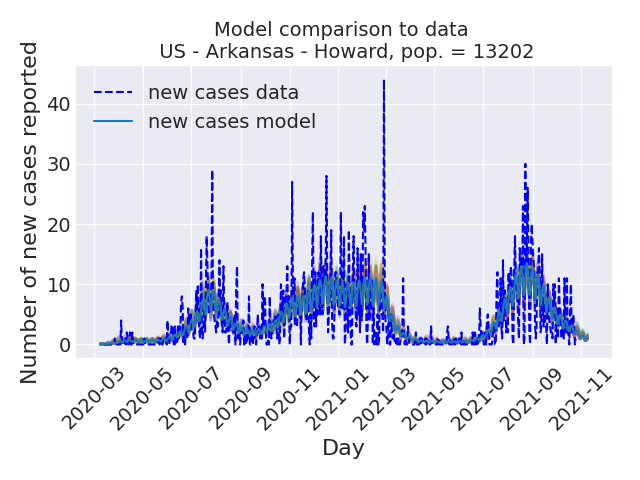 Model comparison to data
US - Arkansas - Howard, pop. = 13202
Number of new cases reported
40
30
20
10
0
new cases data
new cases model
2020-03
2020-05
2020-07
2020-09
2020-11
2021-01
2021-03
2021-05
2021-07
2021-09
2021-11
Day